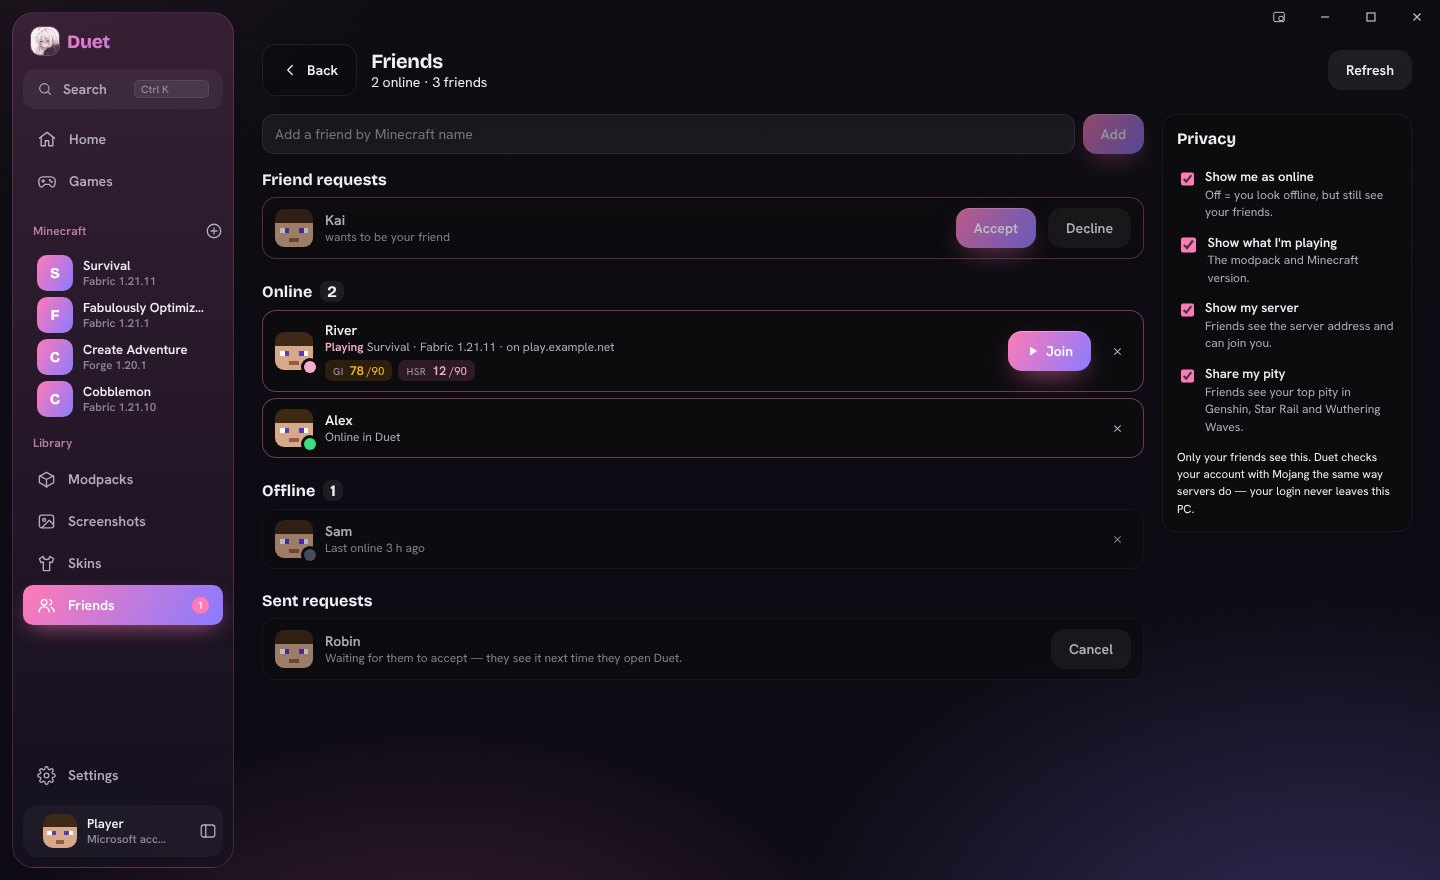 Duet
Search
Ctrl K
Home
Games
Minecraft
S
Survival
Fabric 1.21.11
F
Fabulously Optimiz...
Fabric 1.21.1
C
Create Adventure
Forge 1.20.1
C
Cobblemon
Fabric 1.21.10
Library
Modpacks
Screenshots
Skins
Friends
1
Settings
Player
Microsoft acc...
Back
Friends
2 online · 3 friends
Refresh
Add a friend by Minecraft name
Add
Friend requests
Kai
wants to be your friend
Accept
Decline
Online 2
River
Playing Survival · Fabric 1.21.11 · on play.example.net
GI 78/90 HSR 12/90
Join
Alex
Online in Duet
Offline 1
Sam
Last online 3 h ago
Sent requests
Robin
Waiting for them to accept — they see it next time they open Duet.
Cancel
Privacy
Show me as online
Off = you look offline, but still see
your friends.
Show what I'm playing
The modpack and Minecraft
version.
Show my server
Friends see the server address and
can join you.
Share my pity
Friends see your top pity in
Genshin, Star Rail and Wuthering
Waves.
Only your friends see this. Duet checks
your account with Mojang the same way
servers do — your login never leaves this
PC.